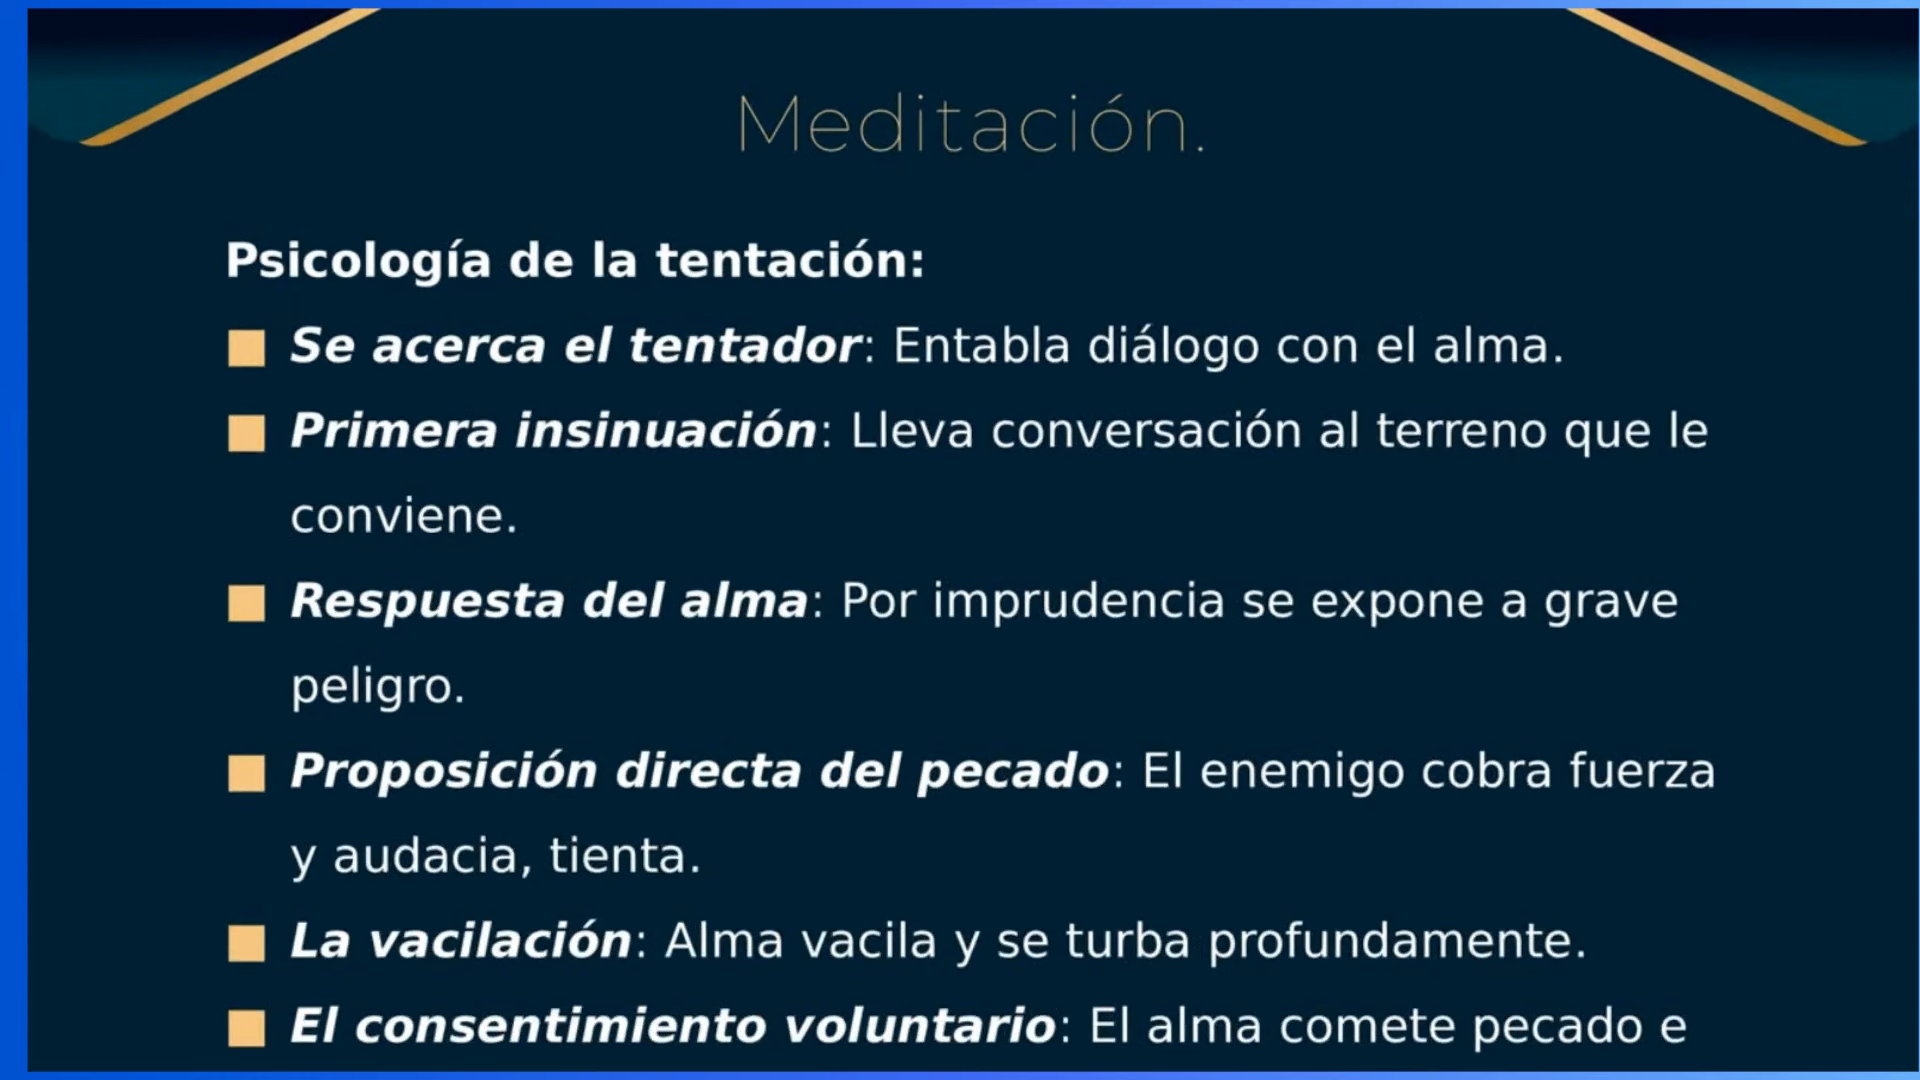 Meditación.
Psicología de la tentación:
Se acerca el tentador: Entabla diálogo con el alma.
Primera insinuación: Lleva conversación al terreno que le
conviene.
Respuesta del alma: Por imprudencia se expone a grave
peligro.
Proposición directa del pecado: El enemigo cobra fuerza
y audacia, tienta.
La vacilación: Alma vacila y se turba profundamente.
El consentimiento voluntario: El alma comete pecado e